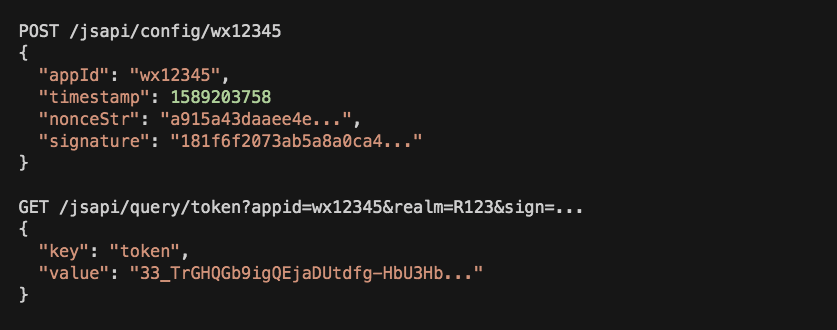 POST /jsapi/config/wx12345
{
  "appId": "wx12345",
  "timestamp": 1589203758
  "nonceStr": "a915a43daaee4e...",
  "signature": "181f6f2073ab5a8a0ca4..."
}

GET /jsapi/query/token?appid=wx12345&realm=R123&sign=...
{
  "key": "token",
  "value": "33_TrGHQGb9igQEjaDUtdfg-HbU3Hb..."
}